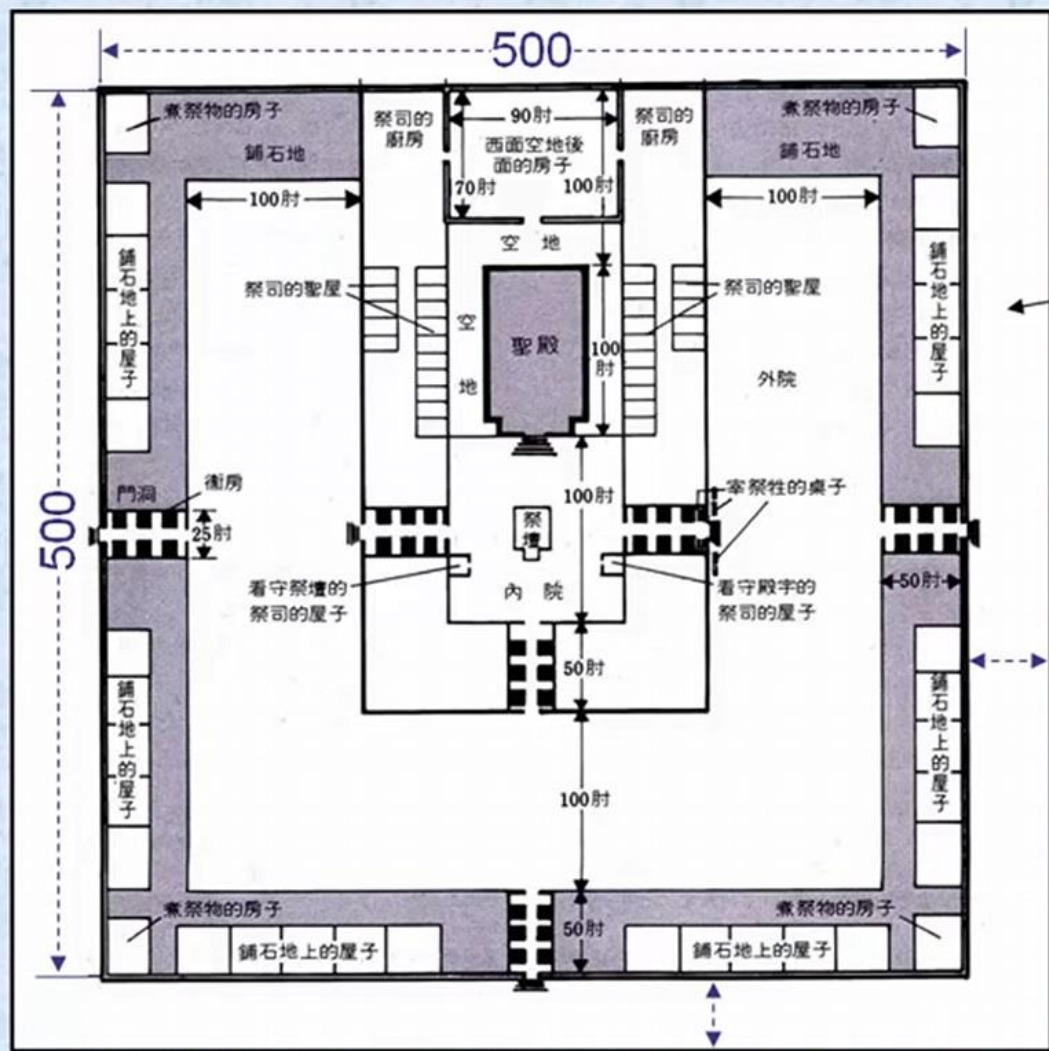 500
煮祭物的房子
祭司的
廚房
90肘
西面空地後
面的房子
祭司的
廚房
煮祭物的房子
鋪石地
鋪石地
70肘
100肘
100肘
100肘
空 地
鋪石地上的屋子
祭司的聖屋
祭司的聖屋
鋪石地上的屋子
空
地
聖殿
100肘
外院
500
門洞
衞房
25肘
100肘
宰祭牲的桌子
祭壇
看守祭壇的
祭司的屋子
內 院
看守殿宇的
祭司的屋子
50肘
50肘
鋪石地上的屋子
鋪石地上的屋子
100肘
煮祭物的房子
煮祭物的房子
50肘
鋪石地上的屋子
鋪石地上的屋子